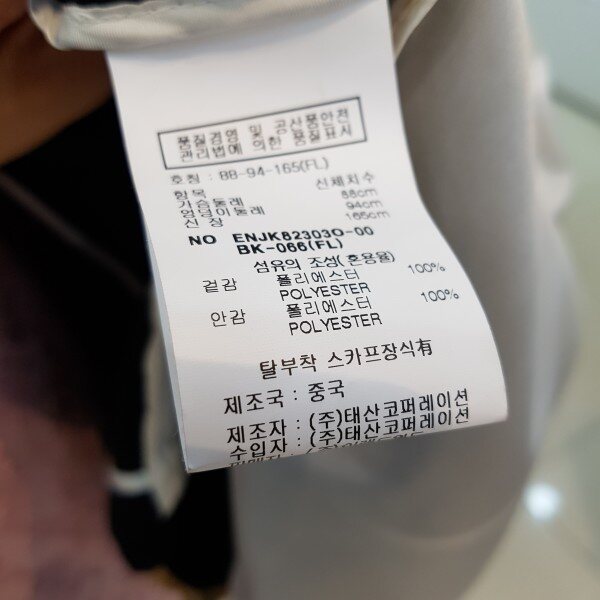 품질경영 및 공산품안전
관리법에 의한 품질표시
호칭 : 88-94-165(FL)
항목 신체치수
가슴둘레 88cm
엉덩이둘레 94cm
신 장 165cm
NO ENJK82303O-00
BK-066(FL)
섬유의 조성(혼용율)
겉감 폴리에스터 100%
POLYESTER
안감 폴리에스터 100%
POLYESTER
탈부착 스카프장식有
제조국 : 중국
제조자 : (주)태산코퍼레이션
수입자 : (주)태산코퍼레이션